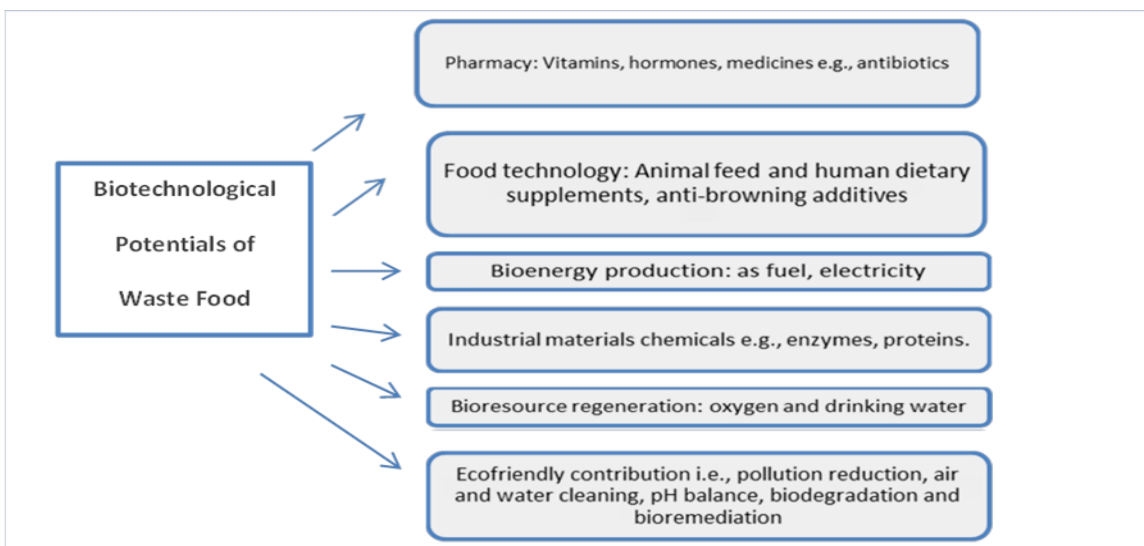 Biotechnological
Potentials of
Waste Food
Pharmacy: Vitamins, hormones, medicines e.g., antibiotics
Food technology: Animal feed and human dietary
supplements, anti-browning additives
Bioenergy production: as fuel, electricity
Industrial materials chemicals e.g., enzymes, proteins.
Bioresource regeneration: oxygen and drinking water
Ecofriendly contribution i.e., pollution reduction, air
and water cleaning, pH balance, biodegradation and
bioremediation